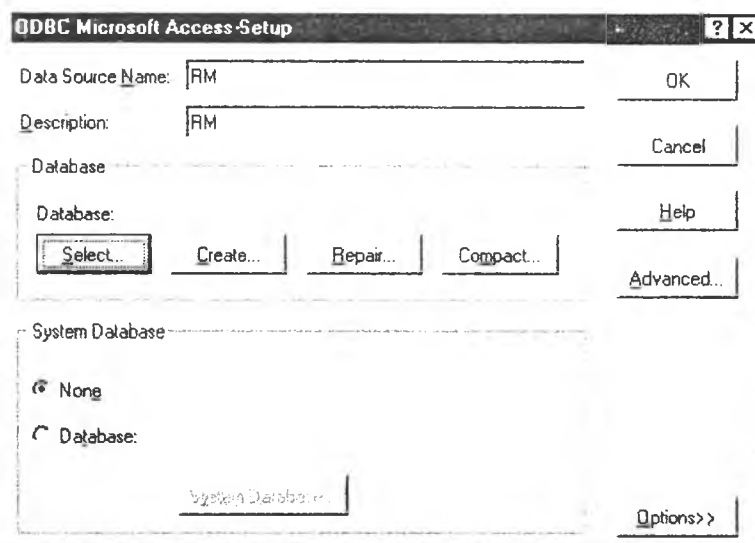 ODBC Microsoft Access Setup
? ×
Data Source Name: RM
OK
Description: RM
Cancel
Database
Database:
Help
Select... Create... Repair... Compact...
Advanced...
System Database
None
Database:
System Database...
Options>>